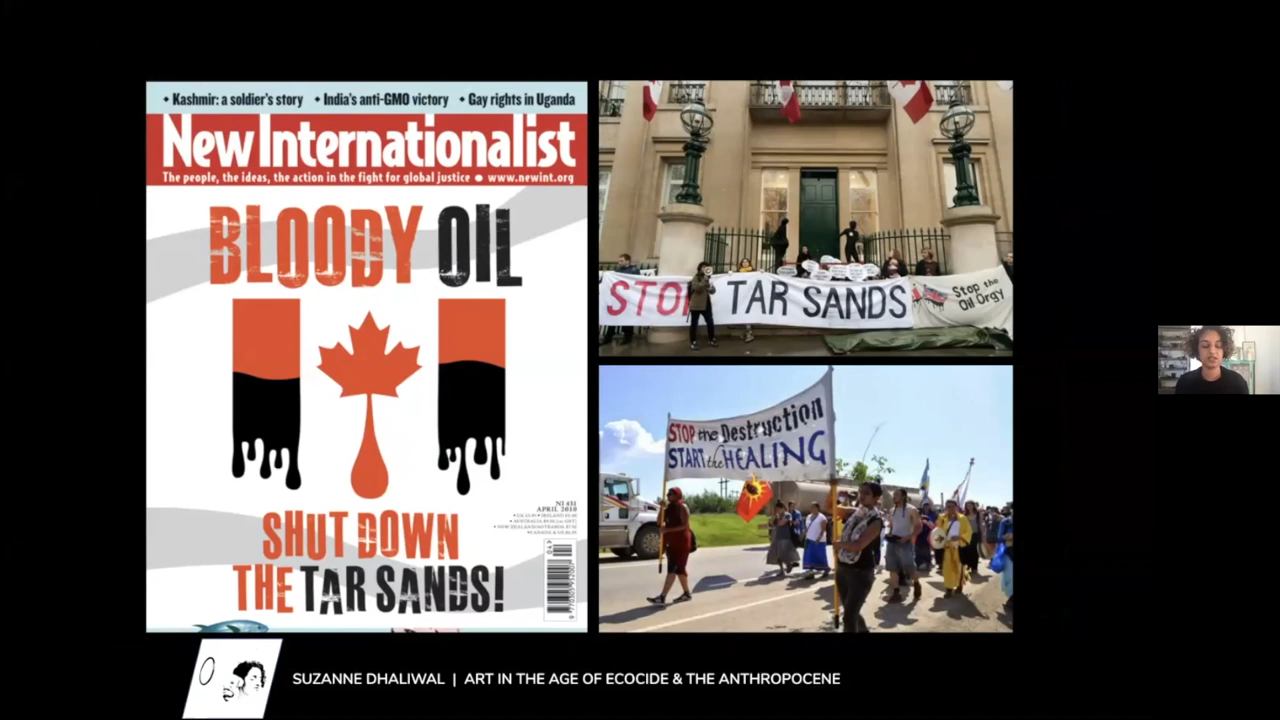 • Kashmir: a soldier's story • India's anti-GMO victory • Gay rights in Uganda
New Internationalist
The people, the ideas, the action in the fight for global justice ● www.newint.org
BLOODY OIL
NI 431
APRIL 2010
SHUT DOWN
THE TAR SANDS!
STOP TAR SANDS
Stop the
Oil Orgy
STOP the Destruction
START the HEALING
SUZANNE DHALIWAL | ART IN THE AGE OF ECOCIDE & THE ANTHROPOCENE